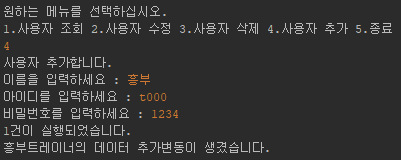 원하는 메뉴를 선택하십시오.
1.사용자 조회 2.사용자 수정 3.사용자 삭제 4.사용자 추가 5.종료
4
사용자 추가합니다.
이름을 입력하세요 : 흥부
아이디를 입력하세요 : t000
비밀번호를 입력하세요 : 1234
1건이 실행되었습니다.
흥부트레이너의 데이터 추가변동이 생겼습니다.